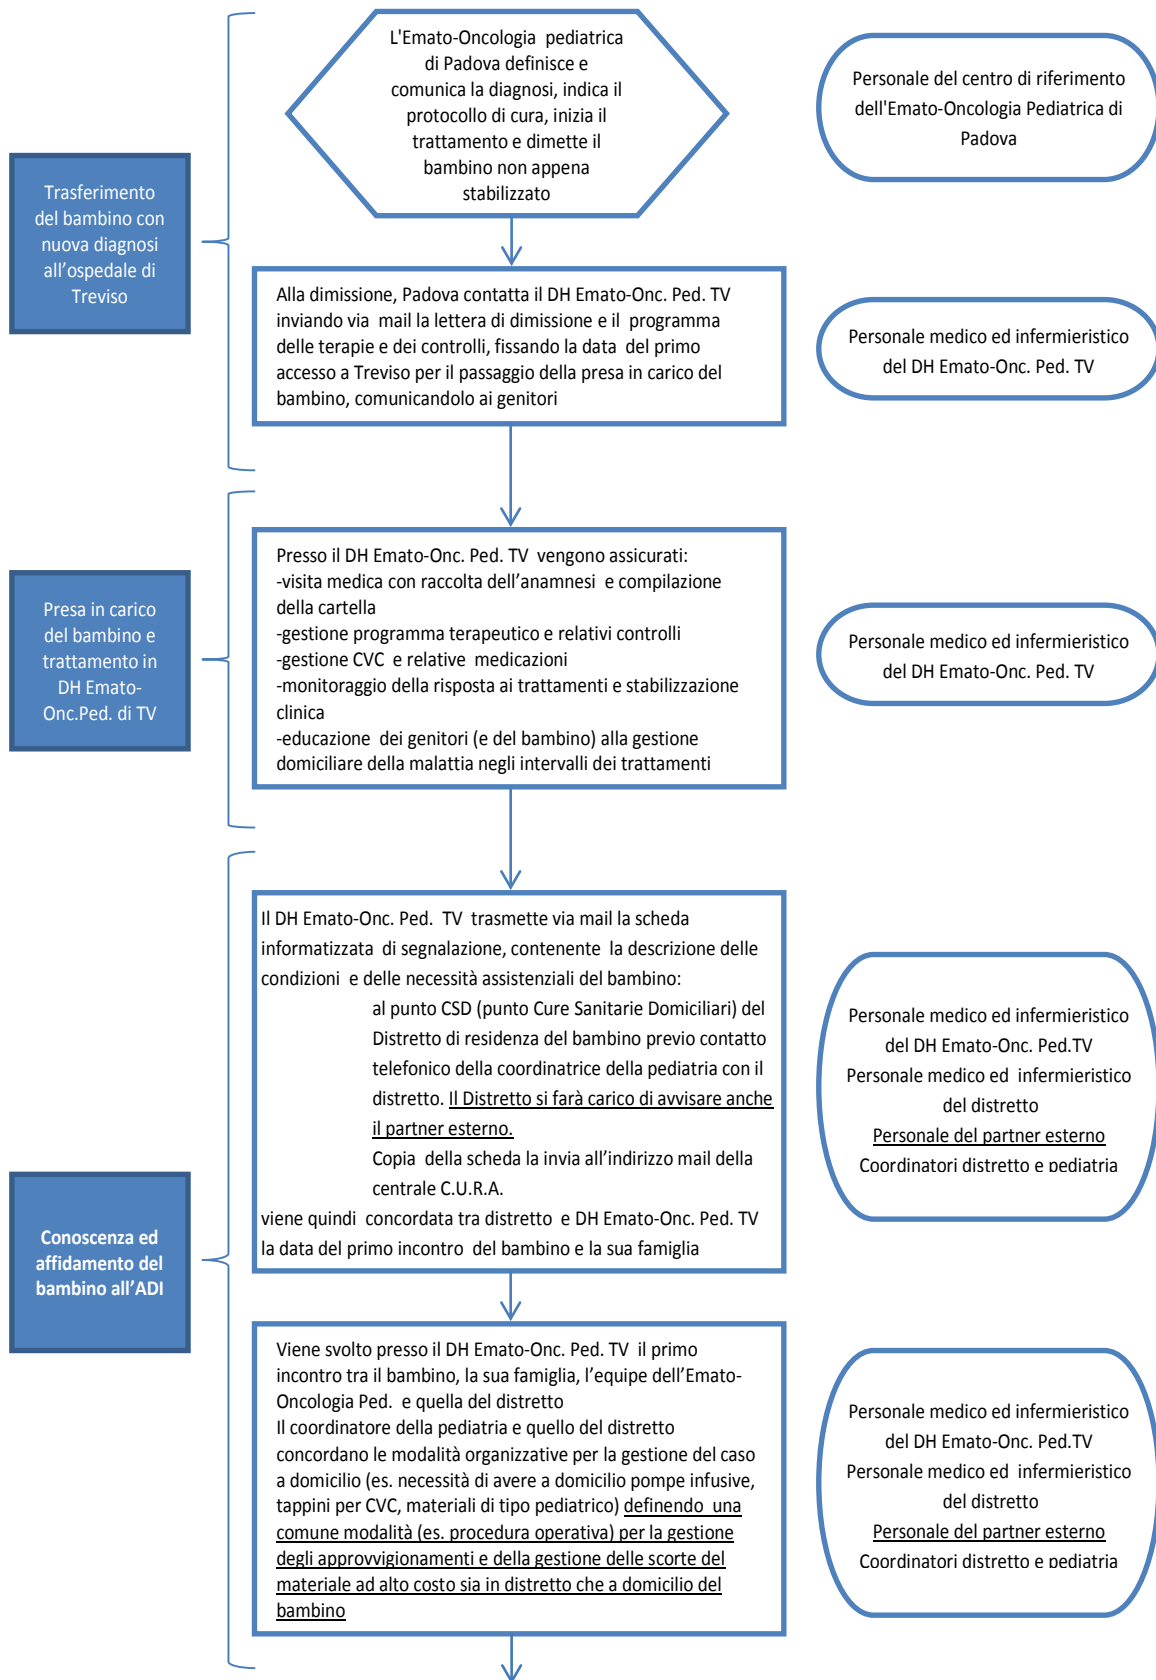 L'Emato-Oncologia pediatrica
di Padova definisce e
comunica la diagnosi, indica il
protocollo di cura, inizia il
trattamento e dimette il
bambino non appena
stabilizzato
Personale del centro di riferimento
dell'Emato-Oncologia Pediatrica di
Padova
Trasferimento
del bambino con
nuova diagnosi
all'ospedale di
Treviso
Alla dimissione, Padova contatta il DH Emato-Onc. Ped. TV
inviando via mail la lettera di dimissione e il programma
delle terapie e dei controlli, fissando la data del primo
accesso a Treviso per il passaggio della presa in carico del
bambino, comunicandolo ai genitori
Personale medico ed infermieristico
del DH Emato-Onc. Ped. TV
Presa in carico
del bambino e
trattamento in
DH Emato-
Onc.Ped. di TV
Presso il DH Emato-Onc. Ped. TV vengono assicurati:
-visita medica con raccolta dell'anamnesi e compilazione
della cartella
-gestione programma terapeutico e relativi controlli
-gestione CVC e relative medicazioni
-monitoraggio della risposta ai trattamenti e stabilizzazione
clinica
-educazione dei genitori (e del bambino) alla gestione
domiciliare della malattia negli intervalli dei trattamenti
Personale medico ed infermieristico
del DH Emato-Onc. Ped. TV
Conoscenza ed
affidamento del
bambino all'ADI
Il DH Emato-Onc. Ped. TV trasmette via mail la scheda
informatizzata di segnalazione, contenente la descrizione delle
condizioni e delle necessità assistenziali del bambino:
al punto CSD (punto Cure Sanitarie Domiciliari) del
Distretto di residenza del bambino previo contatto
telefonico della coordinatrice della pediatria con il
distretto. Il Distretto si farà carico di avvisare anche
il partner esterno.
Copia della scheda la invia all'indirizzo mail della
centrale C.U.R.A.
viene quindi concordata tra distretto e DH Emato-Onc. Ped. TV
la data del primo incontro del bambino e la sua famiglia
Personale medico ed infermieristico
del DH Emato-Onc. Ped.TV
Personale medico ed infermieristico
del distretto
Personale del partner esterno
Coordinatori distretto e pediatria
Viene svolto presso il DH Emato-Onc. Ped. TV il primo
incontro tra il bambino, la sua famiglia, l'equipe dell'Emato-
Oncologia Ped. e quella del distretto
Il coordinatore della pediatria e quello del distretto
concordano le modalità organizzative per la gestione del caso
a domicilio (es. necessità di avere a domicilio pompe infusive,
tappini per CVC, materiali di tipo pediatrico) definendo una
comune modalità (es. procedura operativa) per la gestione
degli approvvigionamenti e della gestione delle scorte del
materiale ad alto costo sia in distretto che a domicilio del
bambino
Personale medico ed infermieristico
del DH Emato-Onc. Ped.TV
Personale medico ed infermieristico
del distretto
Personale del partner esterno
Coordinatori distretto e pediatria